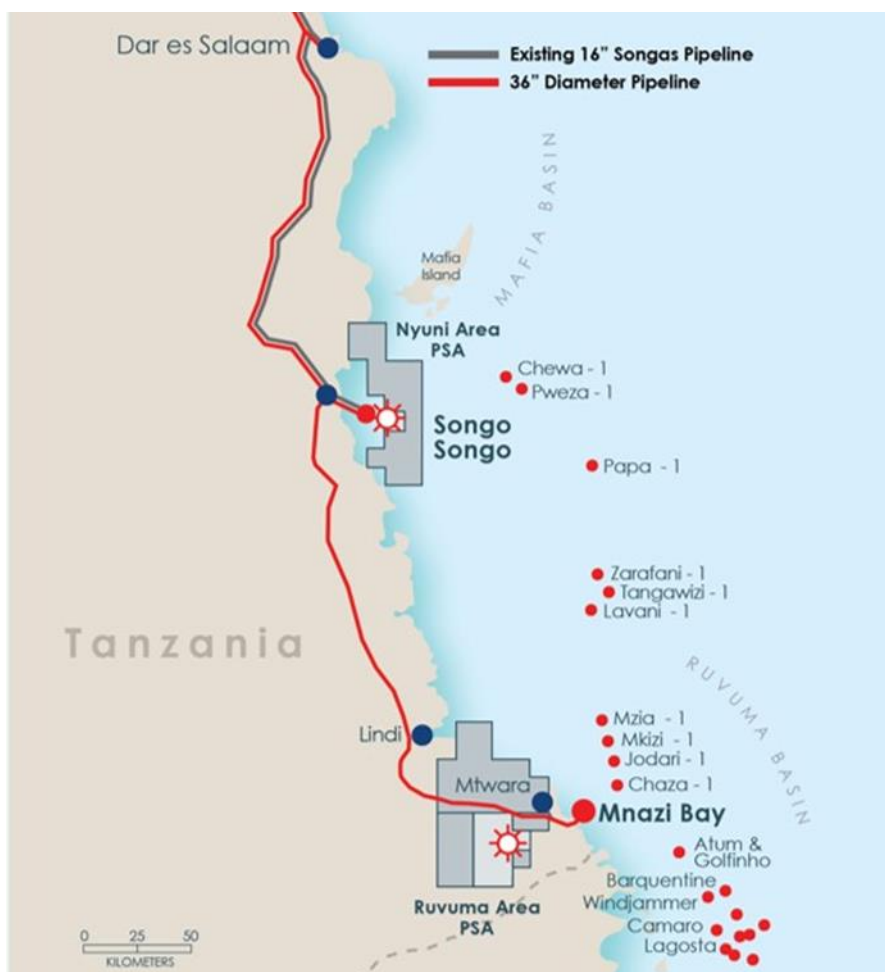 Dar es Salaam
Existing 16” Songas Pipeline
36” Diameter Pipeline
MAFIA BASIN
Mafia
Island
Nyuni Area
PSA
Chewa - 1
Pweza - 1
Songo
Songo
Papa - 1
Zarafani - 1
Tangawizi - 1
Lavani - 1
Tanzania
RUVUMA BASIN
Mzia - 1
Lindi
Mkizi - 1
Jodari - 1
Mtwara
Chaza - 1
Mnazi Bay
Atum &
Golfinho
Barquentine
Windjammer
Ruvuma Area
PSA
Camaro
Lagosta
0 25 50
KILOMETERS